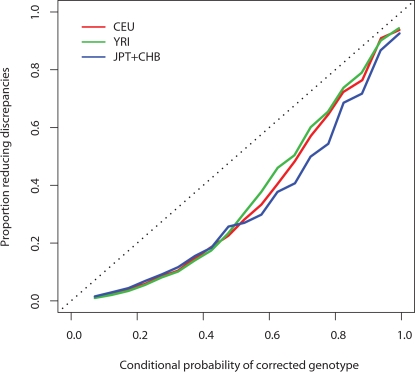 Proportion reducing discrepancies
1.0
0.8
0.6
0.4
0.2
0.0
CEU
YRI
JPT+CHB
0.0 0.2 0.4 0.6 0.8 1.0
Conditional probability of corrected genotype